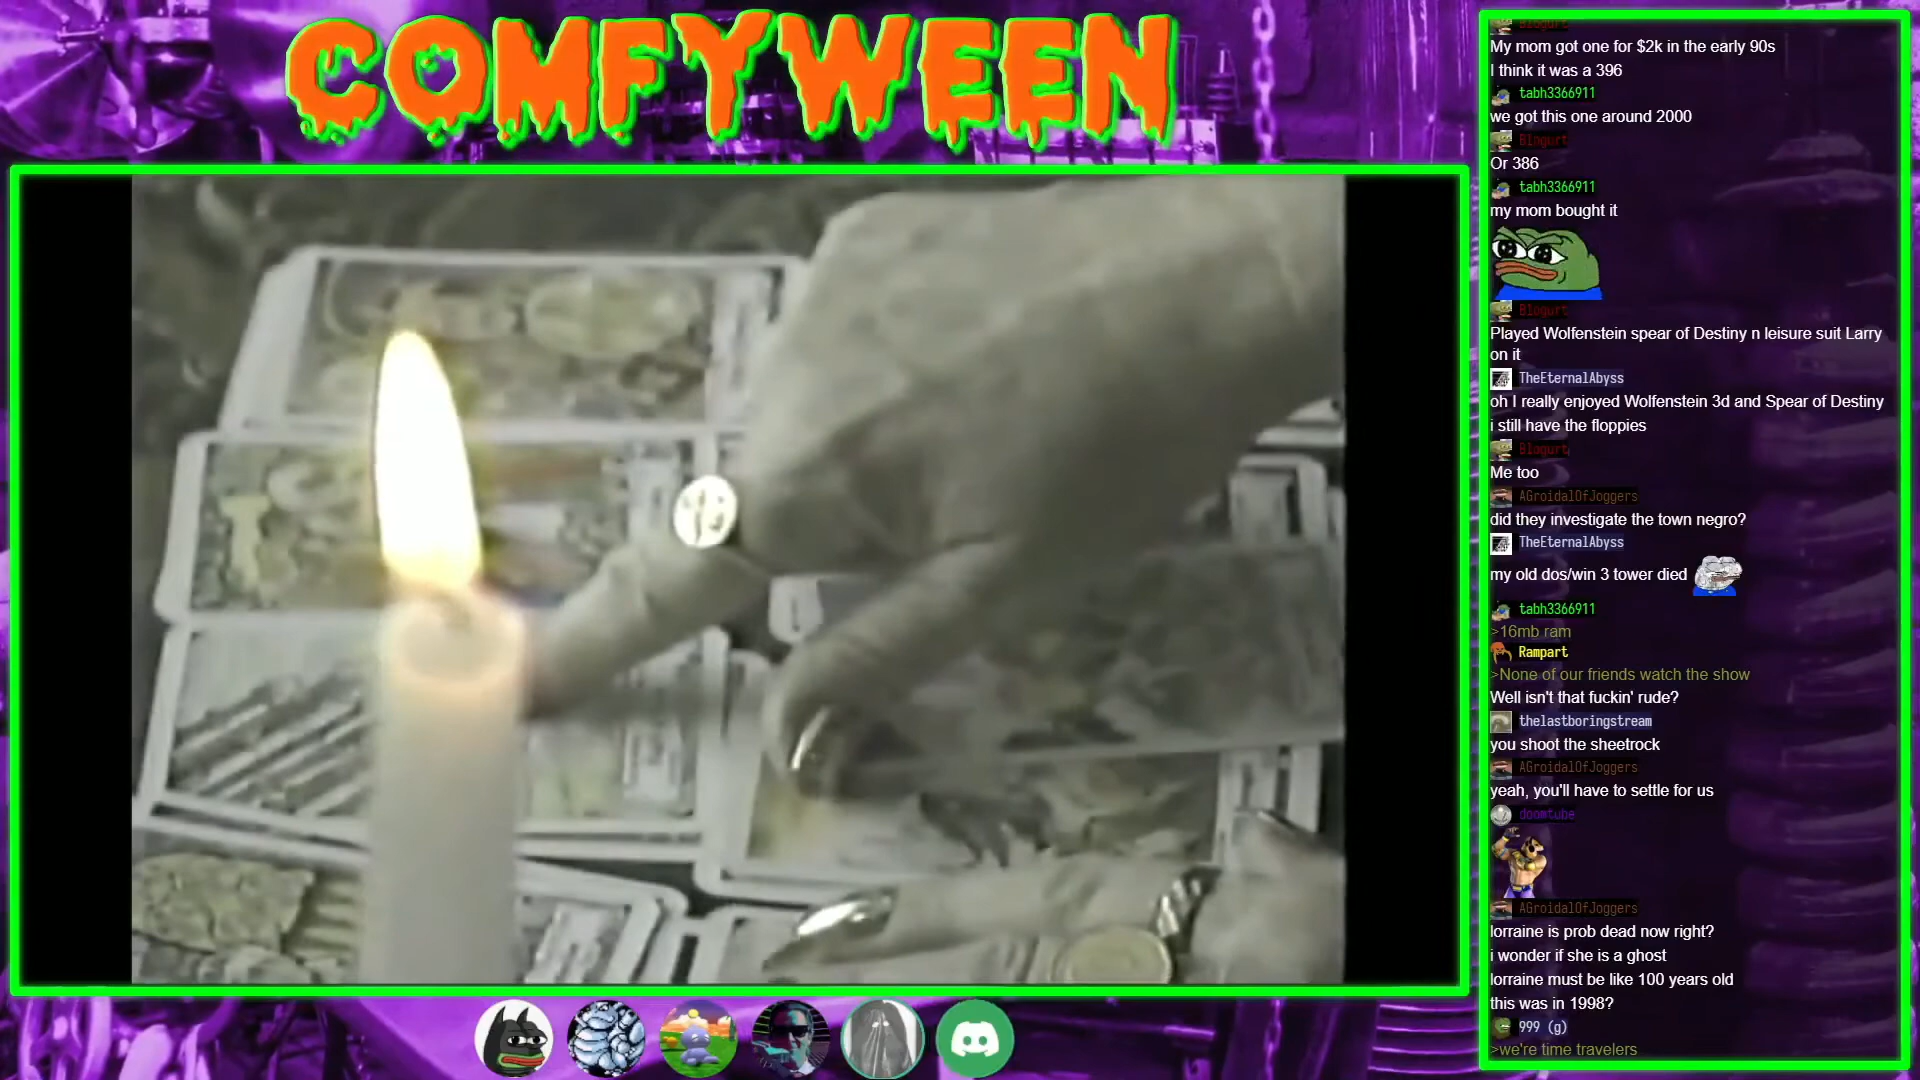 COMFYWEEN
Blogurt
My mom got one for $2k in the early 90s
I think it was a 396
tabh3366911
we got this one around 2000
Blogurt
Or 386
tabh3366911
my mom bought it
Blogurt
Played Wolfenstein spear of Destiny n leisure suit Larry
on it
TheEternalAbyss
oh I really enjoyed Wolfenstein 3d and Spear of Destiny
i still have the floppies
Blogurt
Me too
AGroidalOfJoggers
did they investigate the town negro?
TheEternalAbyss
my old dos/win 3 tower died
tabh3366911
>16mb ram
Rampart
>None of our friends watch the show
Well isn't that fuckin' rude?
thelastboringstream
you shoot the sheetrock
AGroidalOfJoggers
yeah, you'll have to settle for us
doomtube
AGroidalOfJoggers
lorraine is prob dead now right?
i wonder if she is a ghost
lorraine must be like 100 years old
this was in 1998?
999 (g)
>we're time travelers